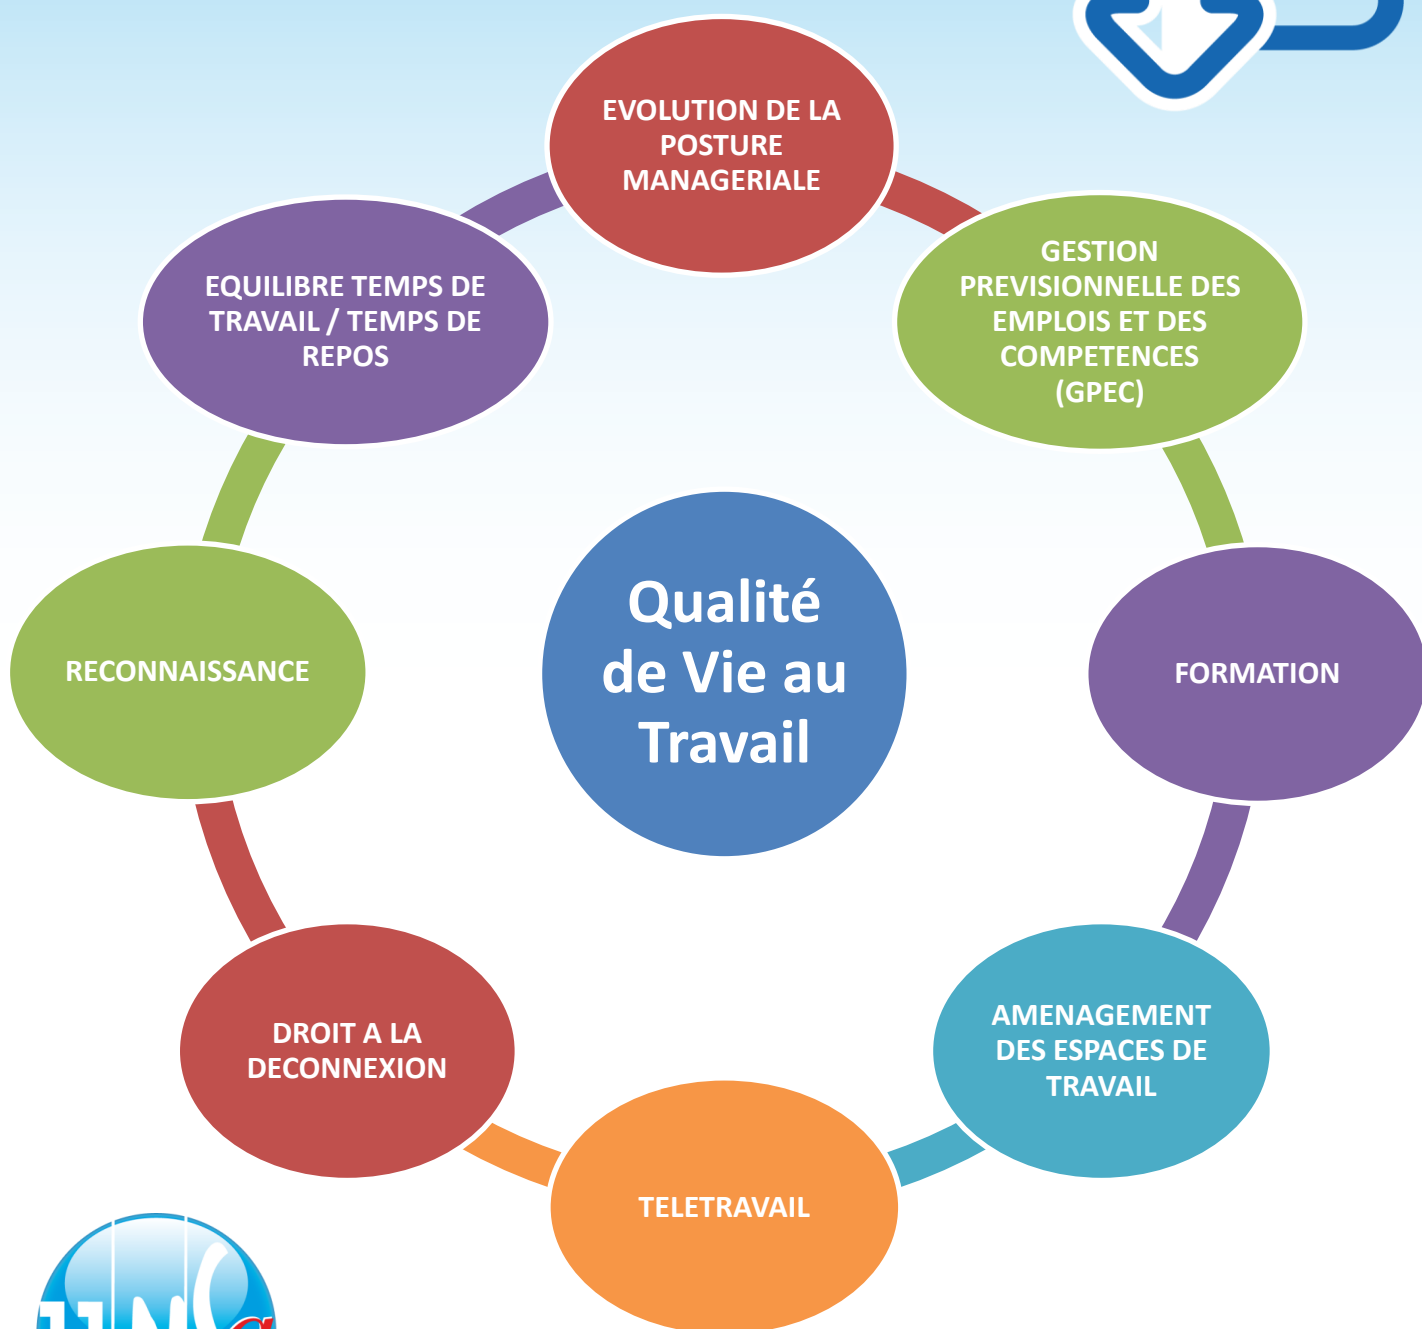 EVOLUTION DE LA
POSTURE
MANAGERIALE
GESTION
PREVISIONNELLE DES
EMPLOIS ET DES
COMPETENCES
(GPEC)
FORMATION
AMENAGEMENT
DES ESPACES DE
TRAVAIL
TELETRAVAIL
DROIT A LA
DECONNEXION
RECONNAISSANCE
EQUILIBRE TEMPS DE
TRAVAIL / TEMPS DE
REPOS
Qualité
de Vie au
Travail